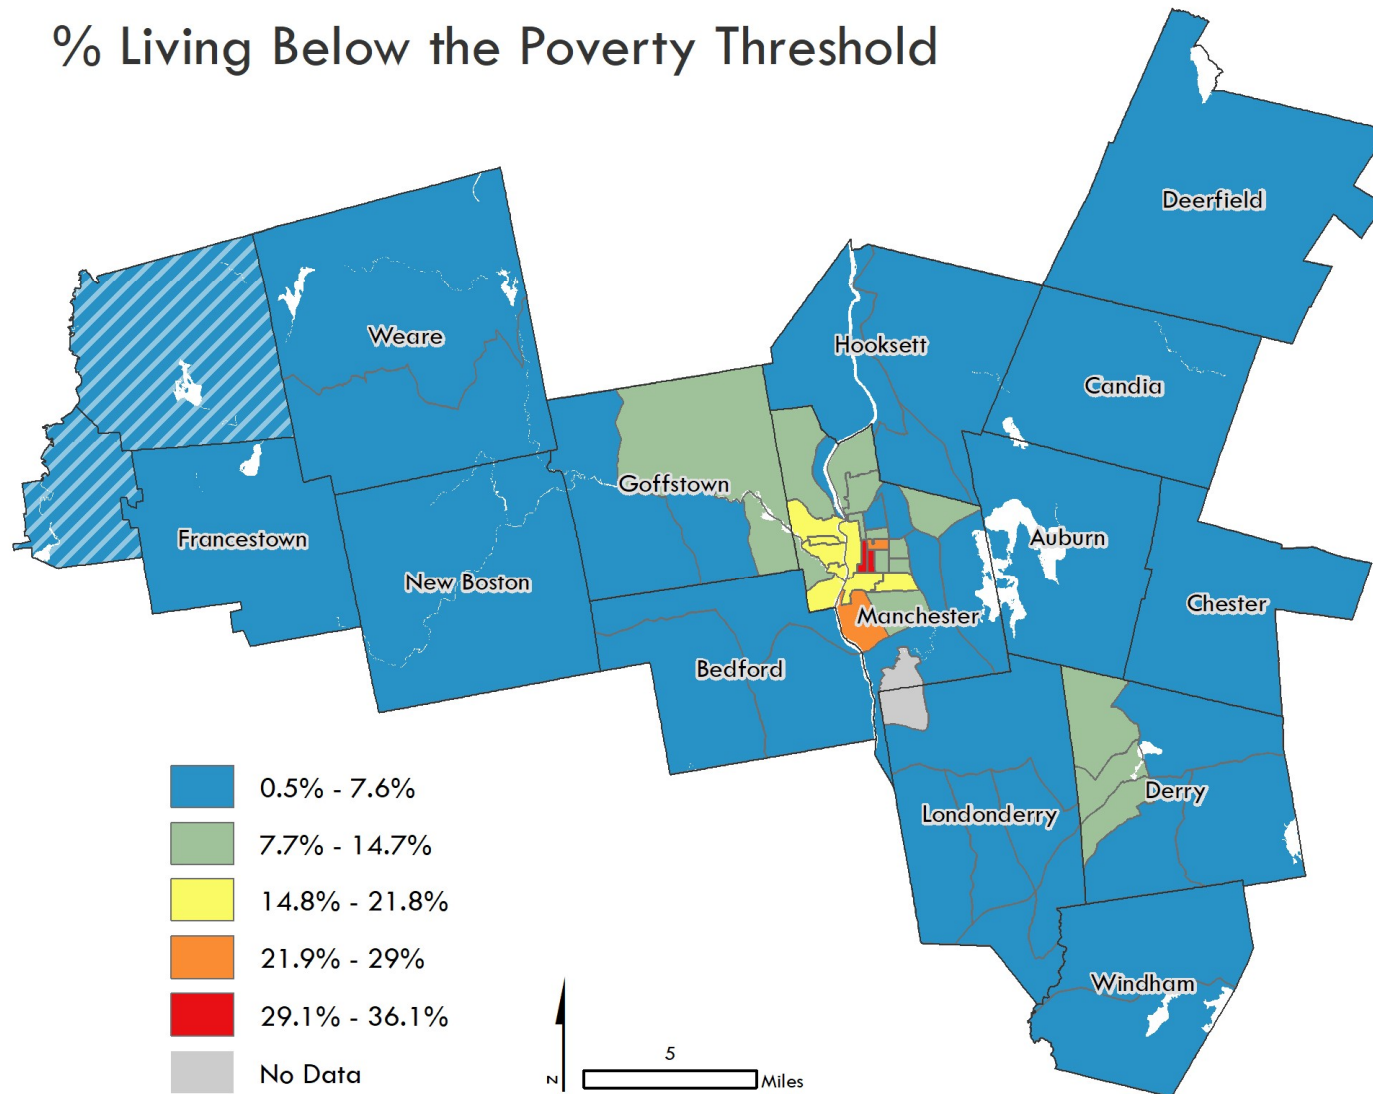 % Living Below the Poverty Threshold
Deerfield
Weare
Hooksett
Candia
Goffstown
Francestown
Auburn
New Boston
Chester
Manchester
Bedford
Derry
Londonderry
Windham
0.5% - 7.6%
7.7% - 14.7%
14.8% - 21.8%
21.9% - 29%
29.1% - 36.1%
No Data
N
5
Miles